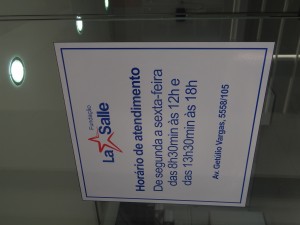 Fundação
La Salle
Horário de atendimento
De segunda a sexta-feira
das 8h30min às 12h e
das 13h30min às 18h
Av. Getúlio Vargas, 5558/105